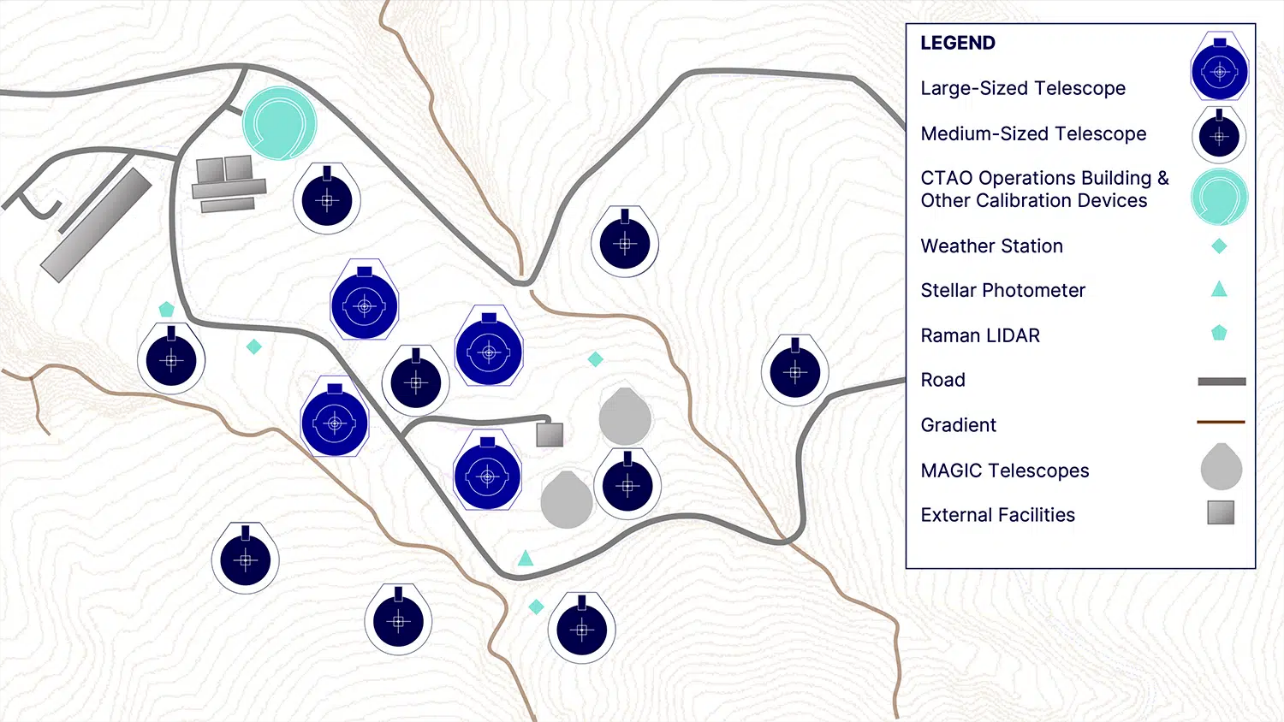 LEGEND
Large-Sized Telescope
Medium-Sized Telescope
CTAO Operations Building &
Other Calibration Devices
Weather Station
Stellar Photometer
Raman LIDAR
Road
Gradient
MAGIC Telescopes
External Facilities